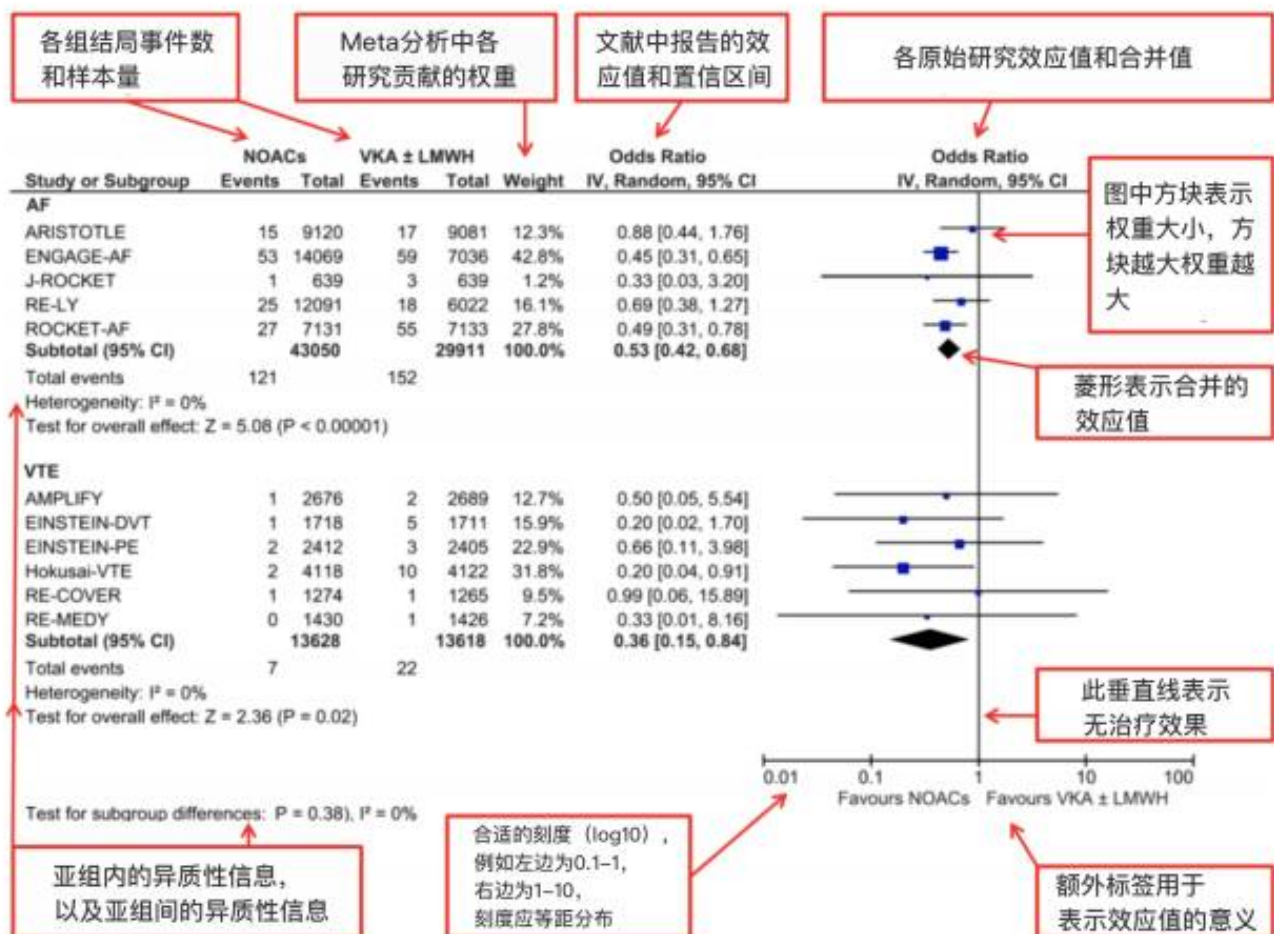 各组结局事件数
和样本量
Meta分析中各
研究贡献的权重
文献中报告的效
应值和置信区间
各原始研究效应值和合并值
NOACs VKA ± LMWH Odds Ratio Odds Ratio
Study or Subgroup Events Total Events Total Weight IV, Random, 95% CI IV, Random, 95% CI
AF
ARISTOTLE 15 9120 17 9081 12.3% 0.88 [0.44, 1.76]
ENGAGE-AF 53 14069 59 7036 42.8% 0.45 [0.31, 0.65]
J-ROCKET 1 639 3 639 1.2% 0.33 [0.03, 3.20]
RE-LY 25 12091 18 6022 16.1% 0.69 [0.38, 1.27]
ROCKET-AF 27 7131 55 7133 27.8% 0.49 [0.31, 0.78]
Subtotal (95% CI) 43050 29911 100.0% 0.53 [0.42, 0.68]
Total events 121 152
Heterogeneity: I² = 0%
Test for overall effect: Z = 5.08 (P < 0.00001)
图中方块表示
权重大小，方
块越大权重越
大
菱形表示合并的
效应值
VTE
AMPLIFY 1 2676 2 2689 12.7% 0.50 [0.05, 5.54]
EINSTEIN-DVT 1 1718 5 1711 15.9% 0.20 [0.02, 1.70]
EINSTEIN-PE 2 2412 3 2405 22.9% 0.66 [0.11, 3.98]
Hokusai-VTE 2 4118 10 4122 31.8% 0.20 [0.04, 0.91]
RE-COVER 1 1274 1 1265 9.5% 0.99 [0.06, 15.89]
RE-MEDY 0 1430 1 1426 7.2% 0.33 [0.01, 8.16]
Subtotal (95% CI) 13628 13618 100.0% 0.36 [0.15, 0.84]
Total events 7 22
Heterogeneity: I² = 0%
Test for overall effect: Z = 2.36 (P = 0.02)
此垂直线表示
无治疗效果
0.01 0.1 1 10 100
Favours NOACs Favours VKA ± LMWH
Test for subgroup differences: P = 0.38), I² = 0%
亚组内的异质性信息，
以及亚组间的异质性信息
合适的刻度（log10），
例如左边为0.1–1，
右边为1–10，
刻度应等距分布
额外标签用于
表示效应值的意义